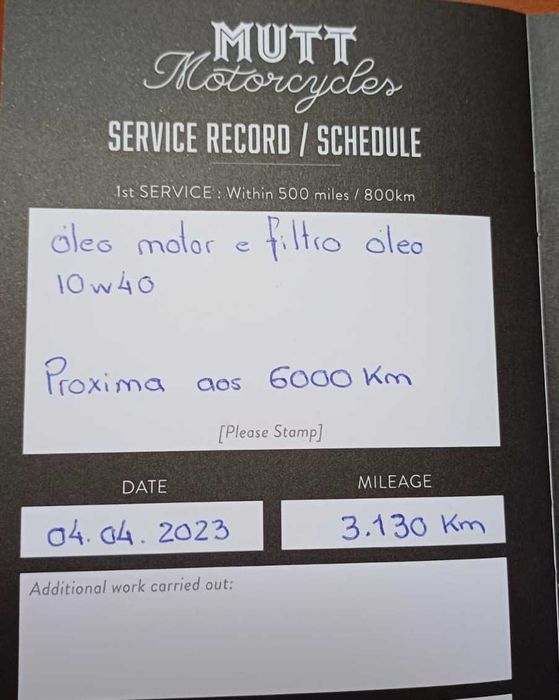 MUTT
Motorcycles
SERVICE RECORD / SCHEDULE
1st SERVICE : Within 500 miles / 800km
óleo motor e filtro óleo
10w40
Proxima aos 6000 Km
[Please Stamp]
DATE
MILEAGE
04.04.2023
3.130 Km
Additional work carried out: